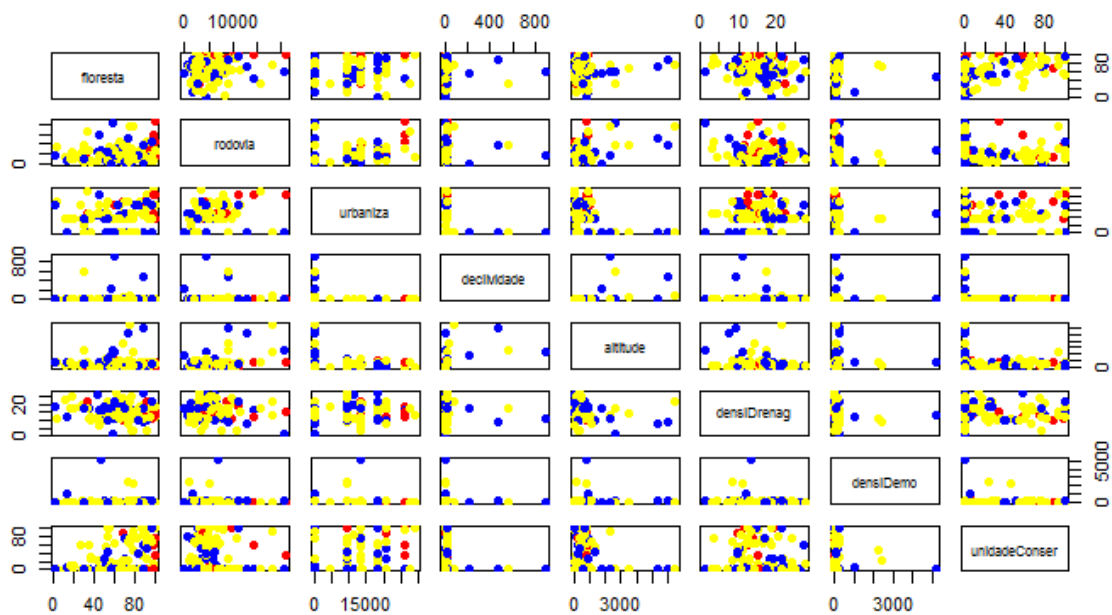 0 10000 0 400 800 0 10 20 0 40 80
floresta 0 40 80
0 rodovia
urbaniza 0
0 800 declividade
altitude 0
0 20 densiDrenag
densiDemo 0 5000
0 80 unidadeConser
0 40 80 0 15000 0 3000 0 3000